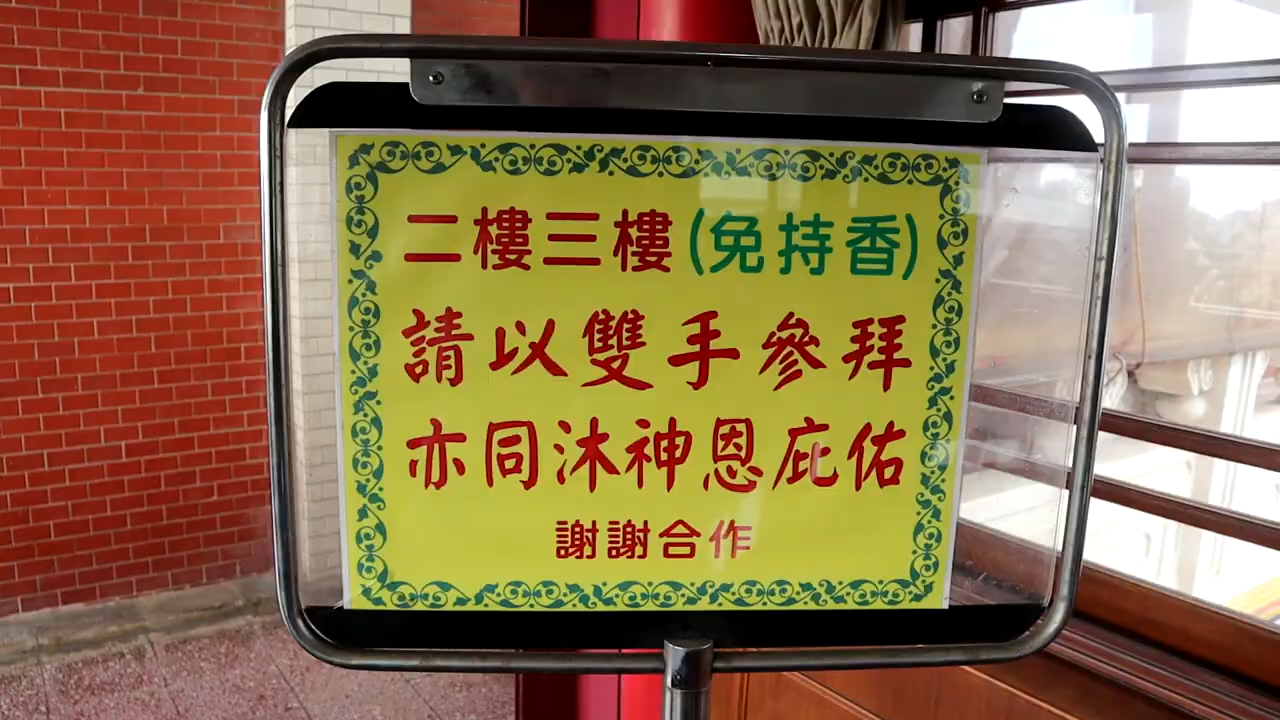 二樓三樓(免持香)
請以雙手參拜
亦同沐神恩庇佑
謝謝合作